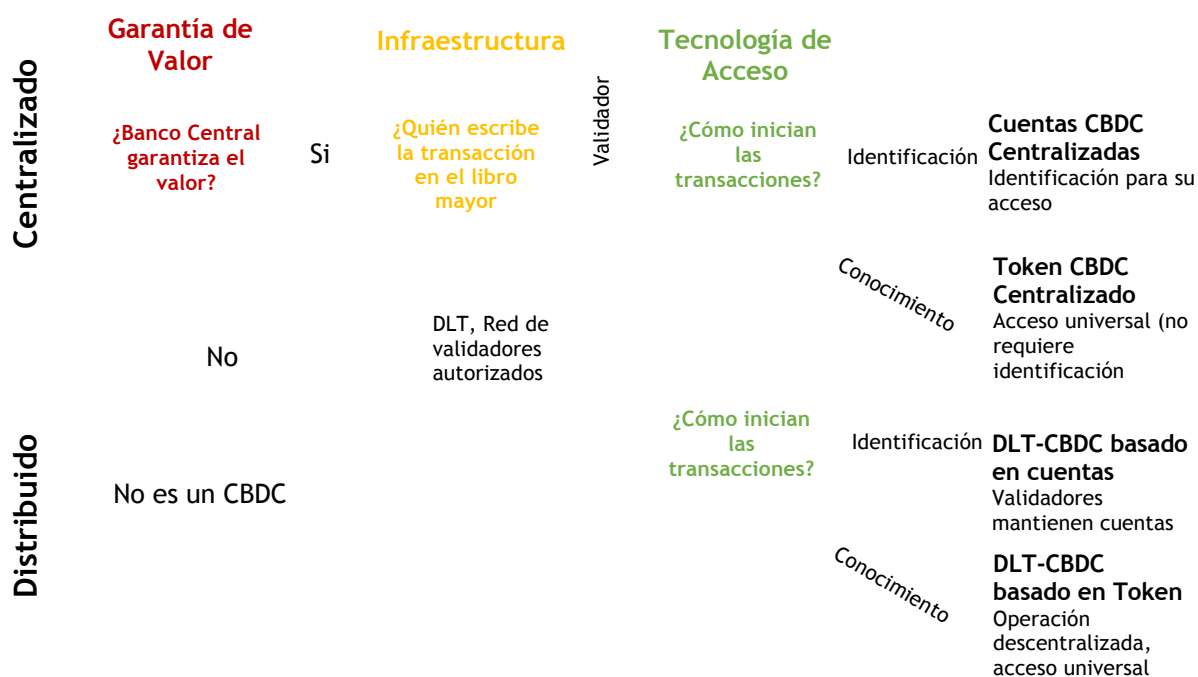 Garantía de
Valor
Infraestructura
Tecnología de
Acceso
Centralizado
¿Banco Central
garantiza el
valor?
Si
¿Quién escribe
la transacción
en el libro
mayor
Validador
¿Cómo inician
las
transacciones?
Identificación
Cuentas CBDC
Centralizadas
Identificación para su
acceso
Conocimiento
Token CBDC
Centralizado
Acceso universal (no
requiere
identificación
No
DLT, Red de
validadores
autorizados
Distribuido
No es un CBDC
¿Cómo inician
las
transacciones?
Identificación
DLT-CBDC basado
en cuentas
Validadores
mantienen cuentas
Conocimiento
DLT-CBDC
basado en Token
Operación
descentralizada,
acceso universal